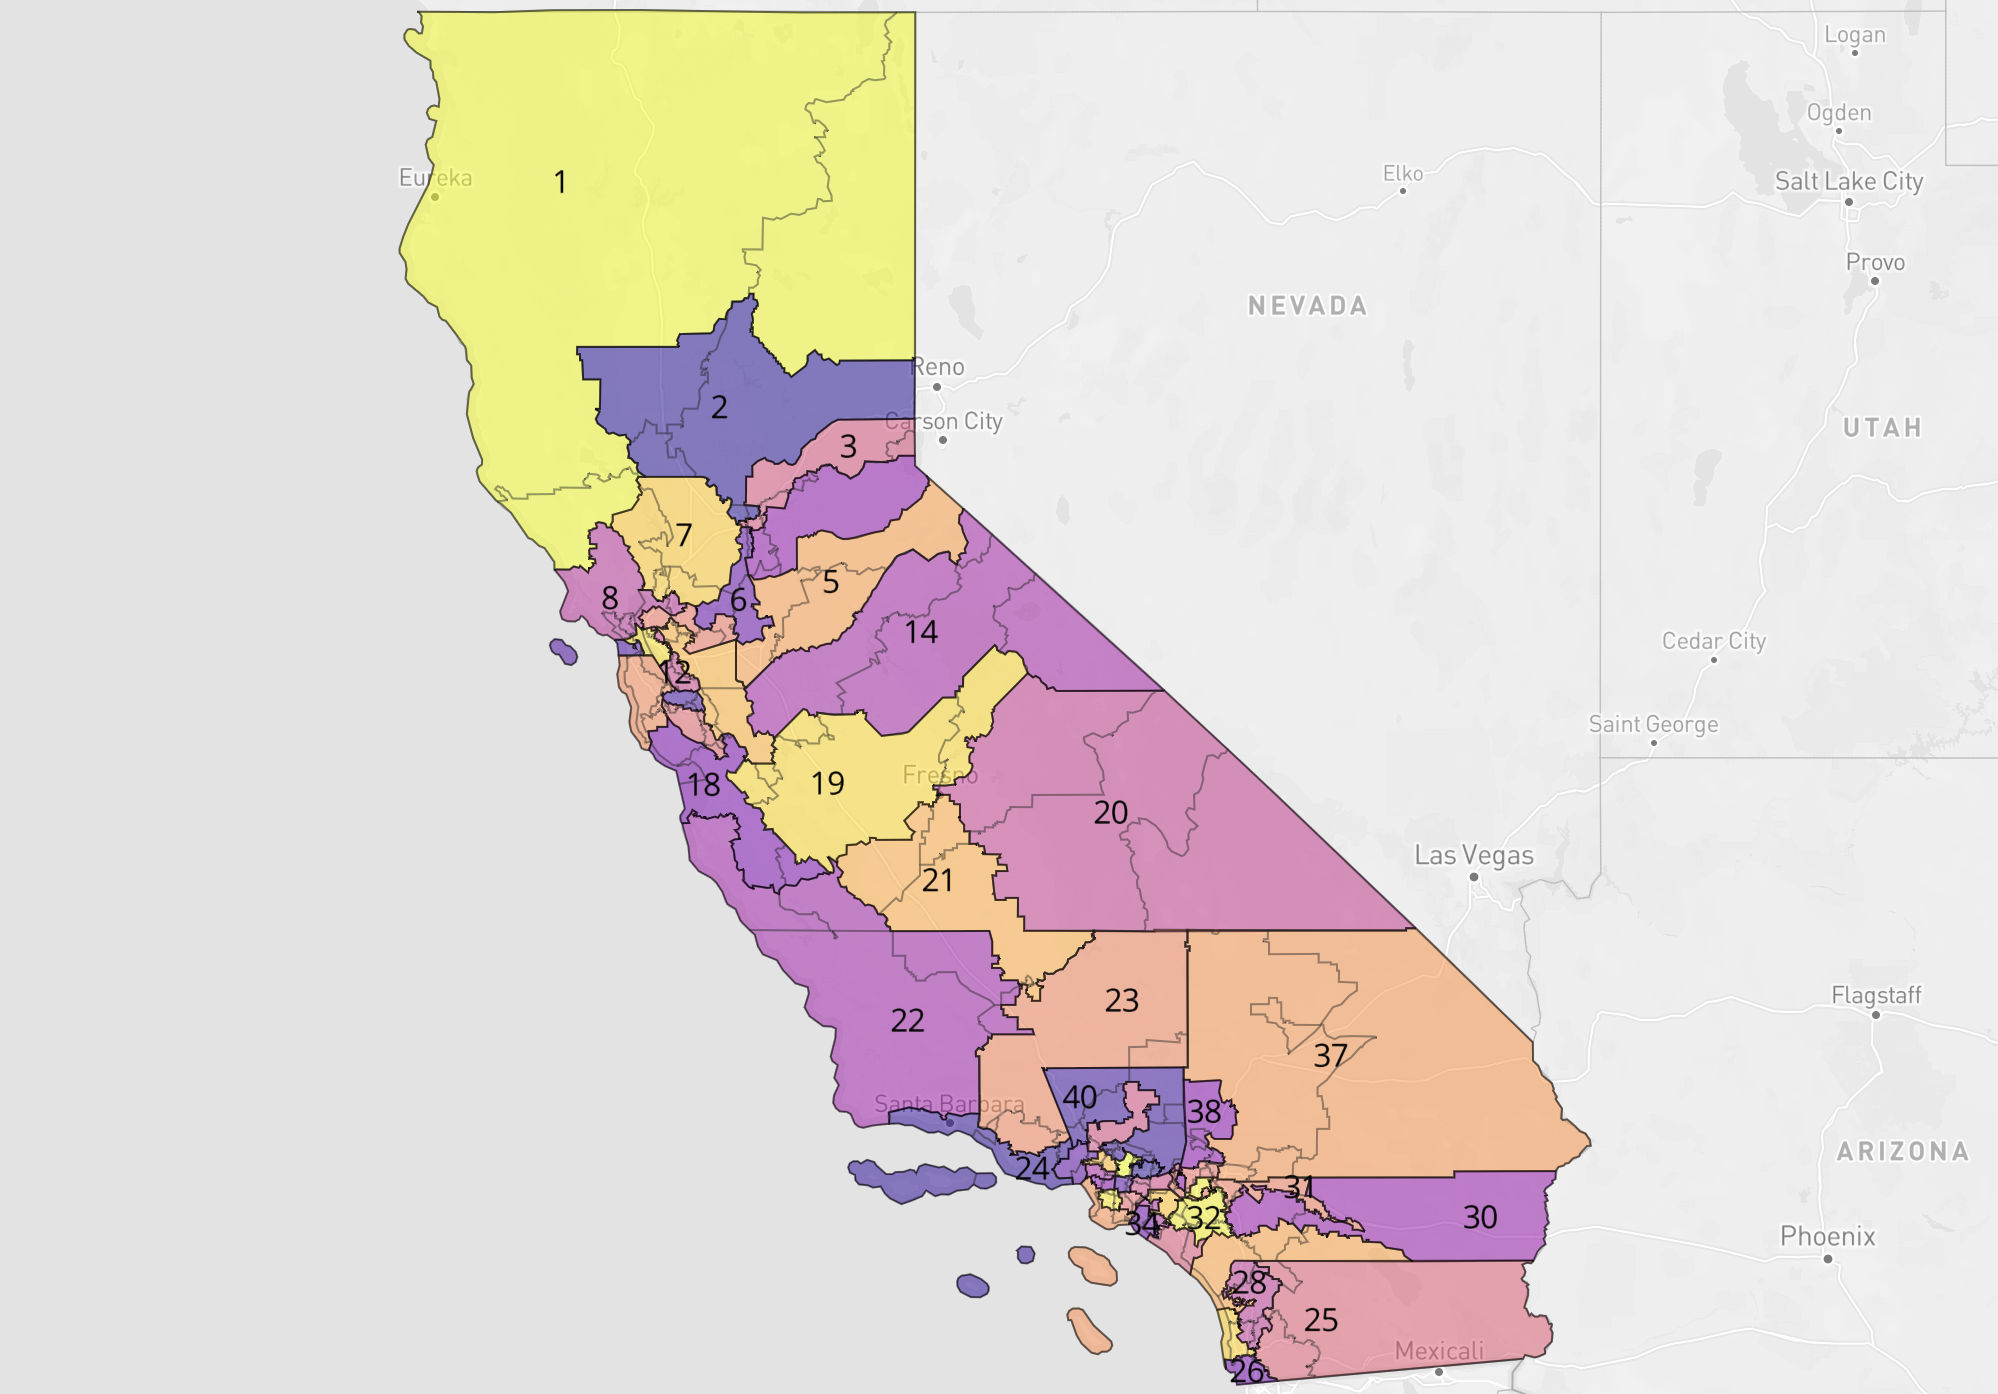 Logan
Ogden
Salt Lake City
Elko
Eureka
1
Provo
NEVADA
Reno
2
Carson City
UTAH
3
7
5
6
8
14
Cedar City
12
Saint George
Fresno
18
19
20
Las Vegas
21
Flagstaff
23
22
37
Santa Barbara
40
38
ARIZONA
24
31
34
32
30
Phoenix
28
25
Mexicali
26